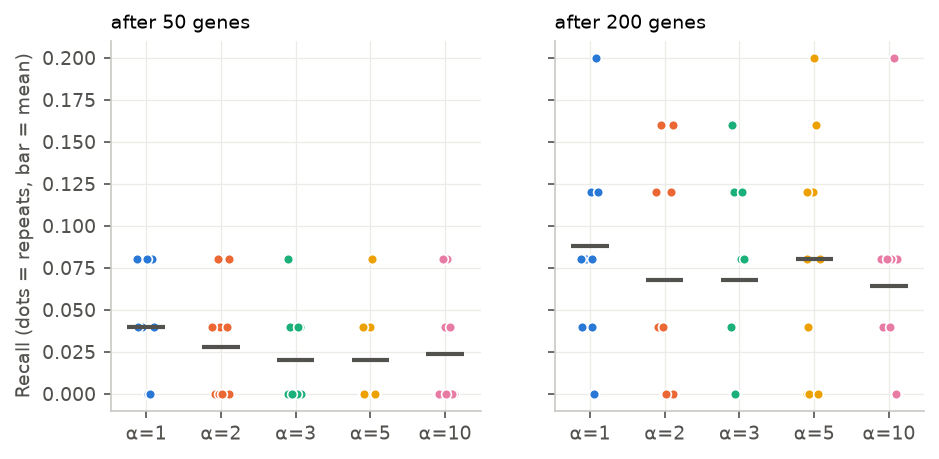 after 50 genes
after 200 genes
Recall (dots = repeats, bar = mean)
0.200
0.175
0.150
0.125
0.100
0.075
0.050
0.025
0.000
α=1 α=2 α=3 α=5 α=10
α=1 α=2 α=3 α=5 α=10